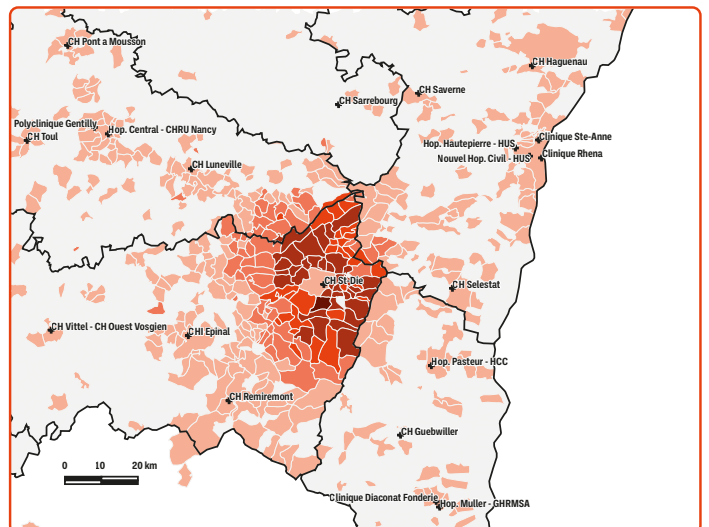 CH Pont a Mousson
CH Haguenau
CH Saverne
CH Sarrebourg
Polyclinique Gentilly
Hop. Central - CHRU Nancy
CH Toul
Clinique Ste-Anne
Hop. Hautepierre - HUS
Clinique Rhena
Nouvel Hop. Civil - HUS
CH Luneville
CH St Die
CH Selestat
CH Vittel - CH Ouest Vosgien
CHI Epinal
Hop. Pasteur - HCC
CH Remiremont
CH Guebwiller
0 10 20 km
Clinique Diaconat Fonderie
Hop. Muller - GHRMSA